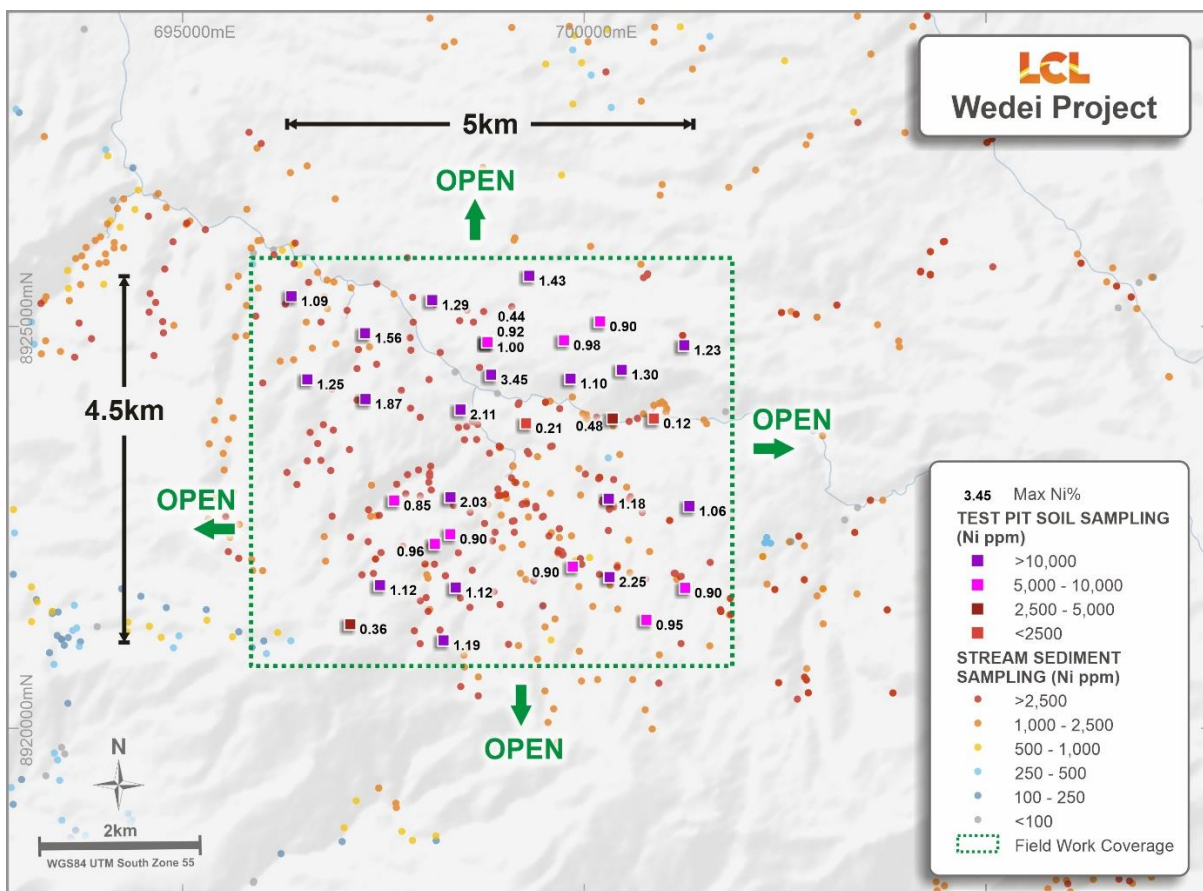 695000mE
700000mE
LCL
Wedei Project
5km
OPEN
8925000mN
1.43
1.09
1.29
0.44
0.92
1.00
0.90
1.56
0.98
1.23
1.25
3.45
1.10
1.30
4.5km
1.87
2.11
0.21
0.48
0.12
OPEN
OPEN
0.85
2.03
1.18
1.06
0.96
0.90
0.90
2.25
0.90
1.12
1.12
0.36
1.19
0.95
8920000mN
OPEN
N
2km
WGS84 UTM South Zone 55
3.45 Max Ni%
TEST PIT SOIL SAMPLING
(Ni ppm)
>10,000
5,000 - 10,000
2,500 - 5,000
<2500
STREAM SEDIMENT
SAMPLING (Ni ppm)
>2,500
1,000 - 2,500
500 - 1,000
250 - 500
100 - 250
<100
Field Work Coverage